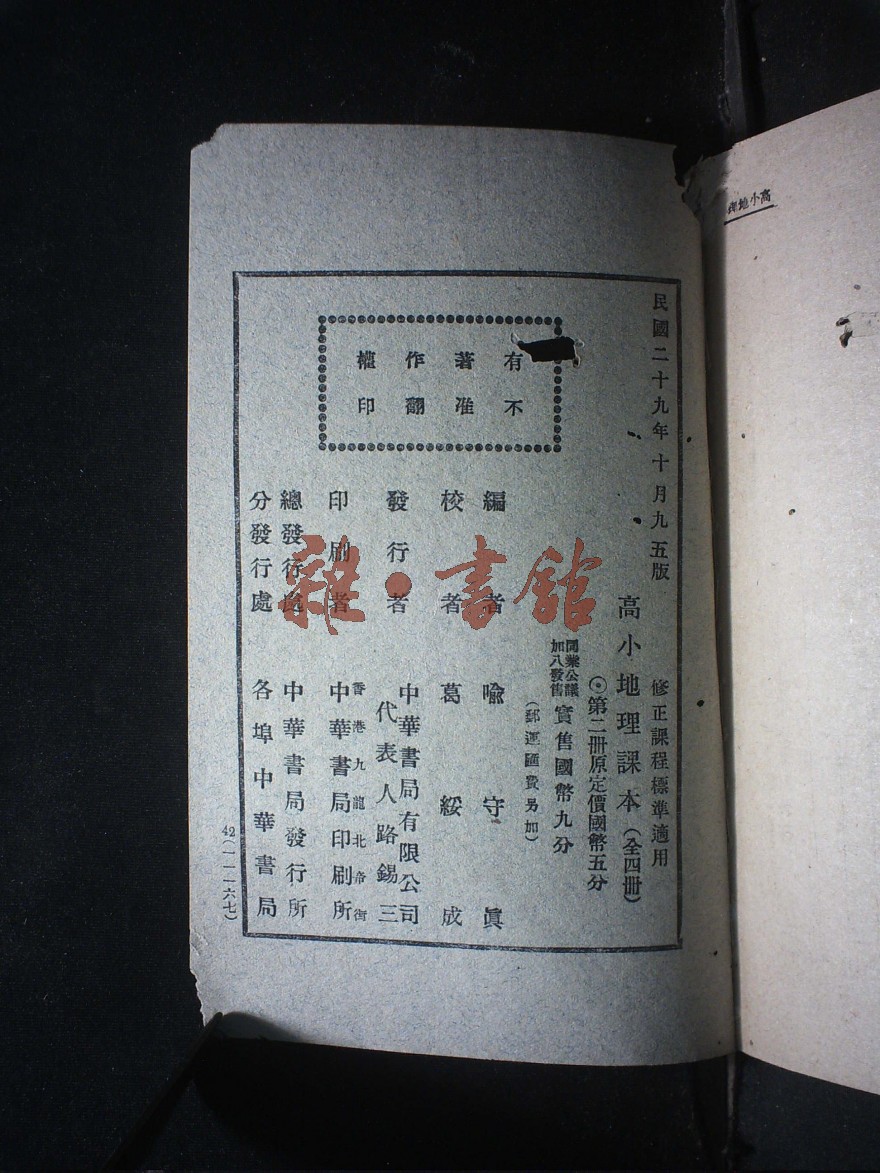 民國二十九年十月九五版
修正課程標準適用
高小地理課本(全四冊)
⊙第二冊原定價國幣五分
同業公議
加八發售
實售國幣九分
(郵運匯費另加)
有著作權
不准翻印
編者 喩守眞
校者 葛綏成
發行者 中華書局有限公司
代表人路錫三
印刷者 香港九龍北帝街
中華書局印刷所
總發行處 中華書局發行所
分發行處 各埠中華書局
42(一一一六七)
高小地理
雜·書館